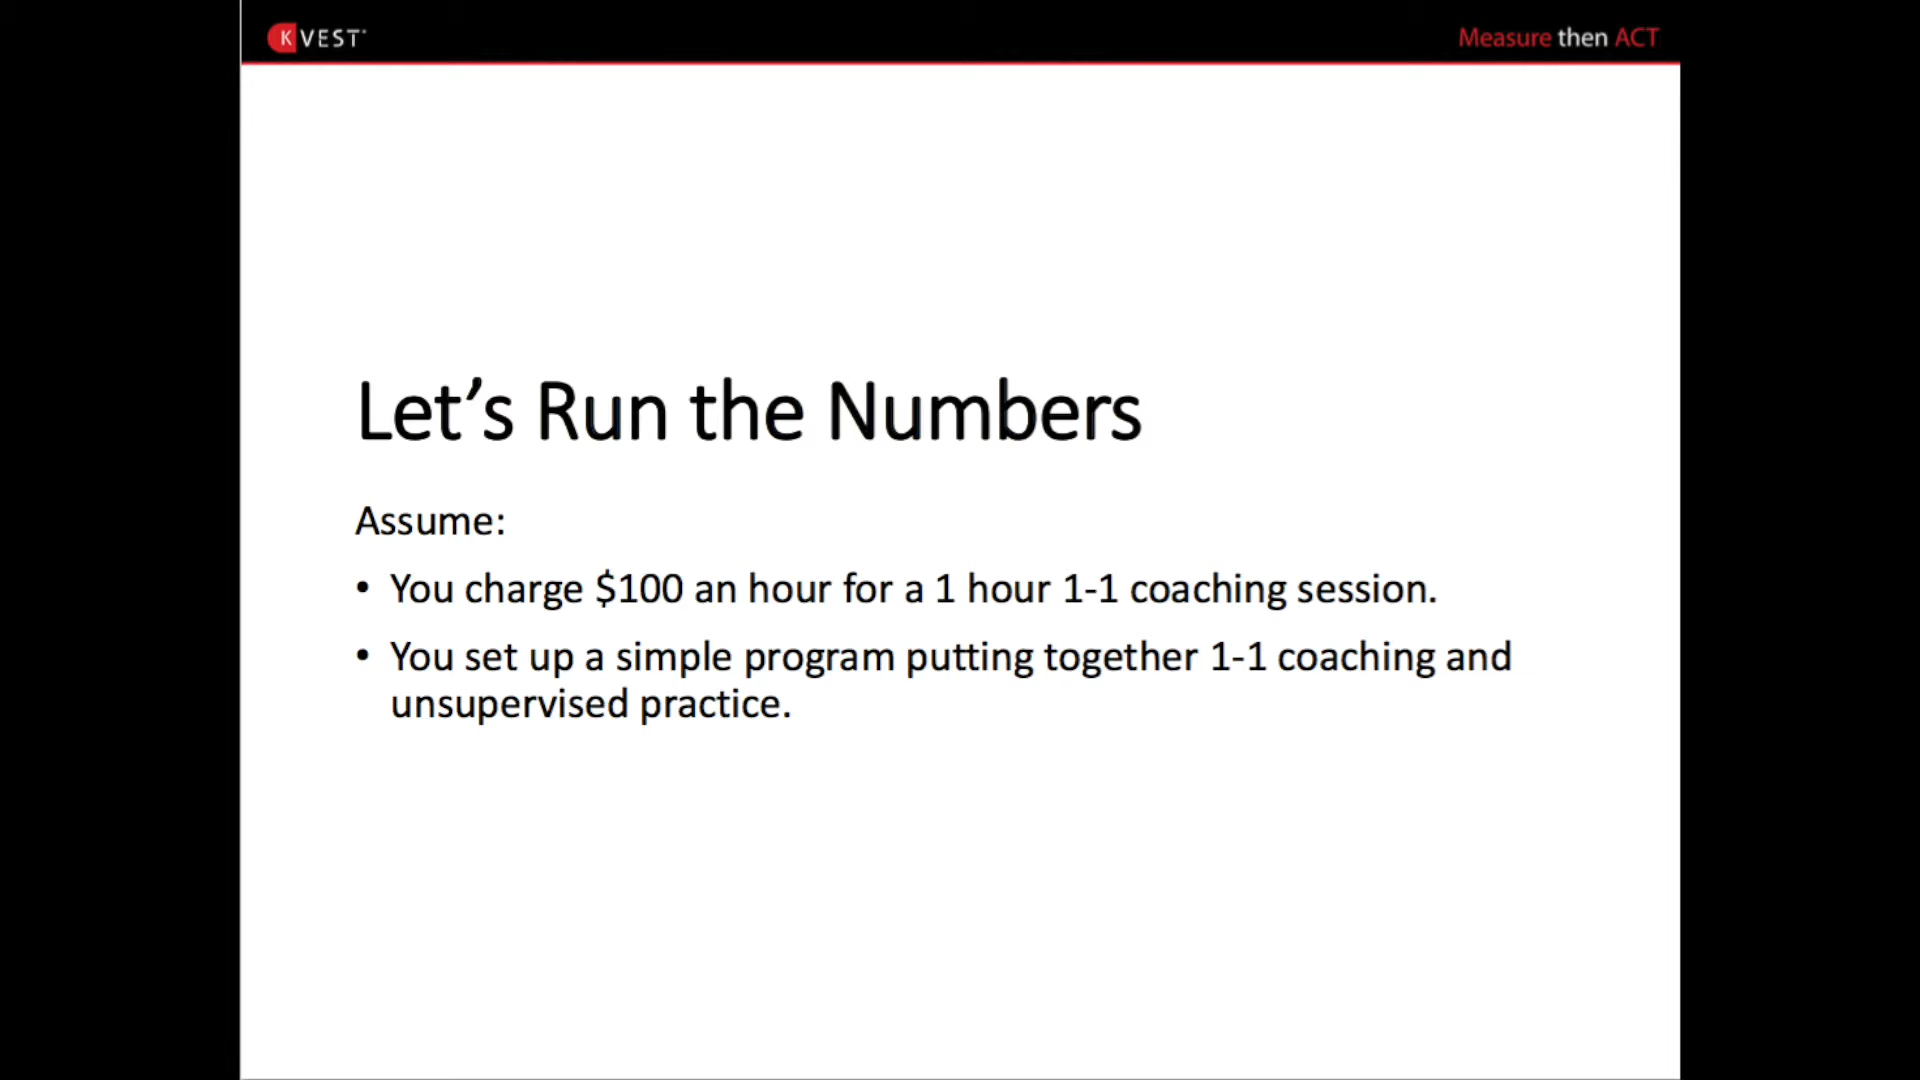 K VEST
Measure then ACT
Let’s Run the Numbers
Assume:
• You charge $100 an hour for a 1 hour 1-1 coaching session.
• You set up a simple program putting together 1-1 coaching and
unsupervised practice.